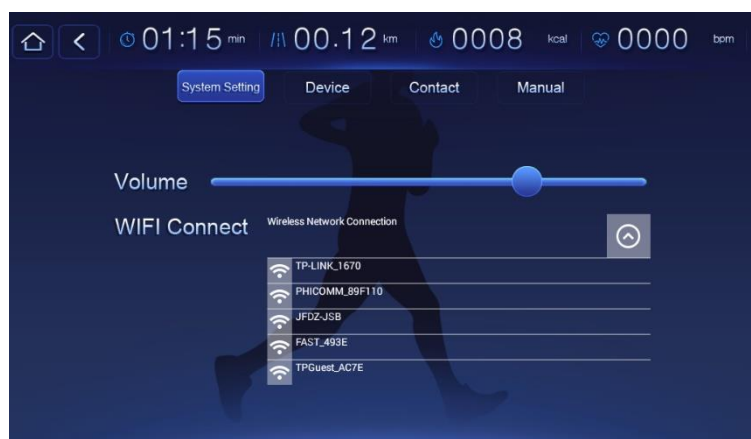 01:15 min 00.12 km 0008 kcal 0000 bpm
System Setting Device Contact Manual
Volume
WIFI Connect Wireless Network Connection
TP-LINK_1670
PHICOMM_89F110
JFDZ-JSB
FAST_493E
TPGuest_AC7E